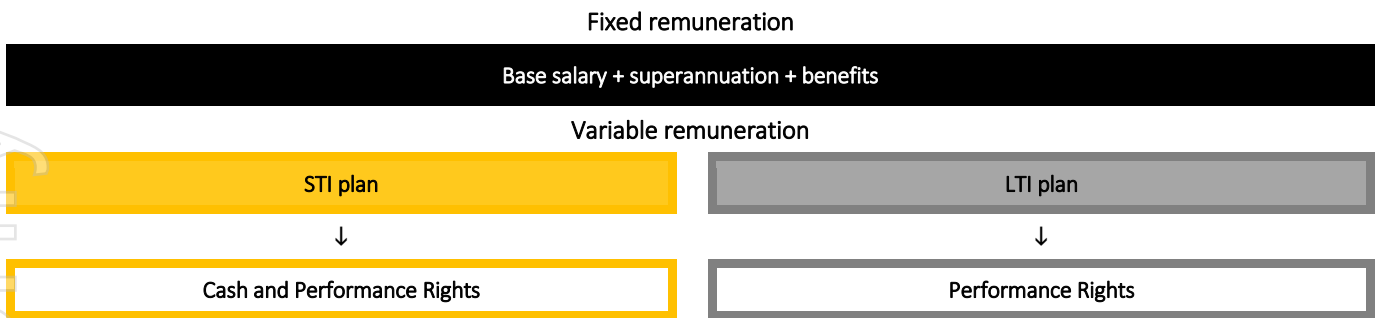 Fixed remuneration
Base salary + superannuation + benefits
Variable remuneration
STI plan
LTI plan
↓
↓
Cash and Performance Rights
Performance Rights